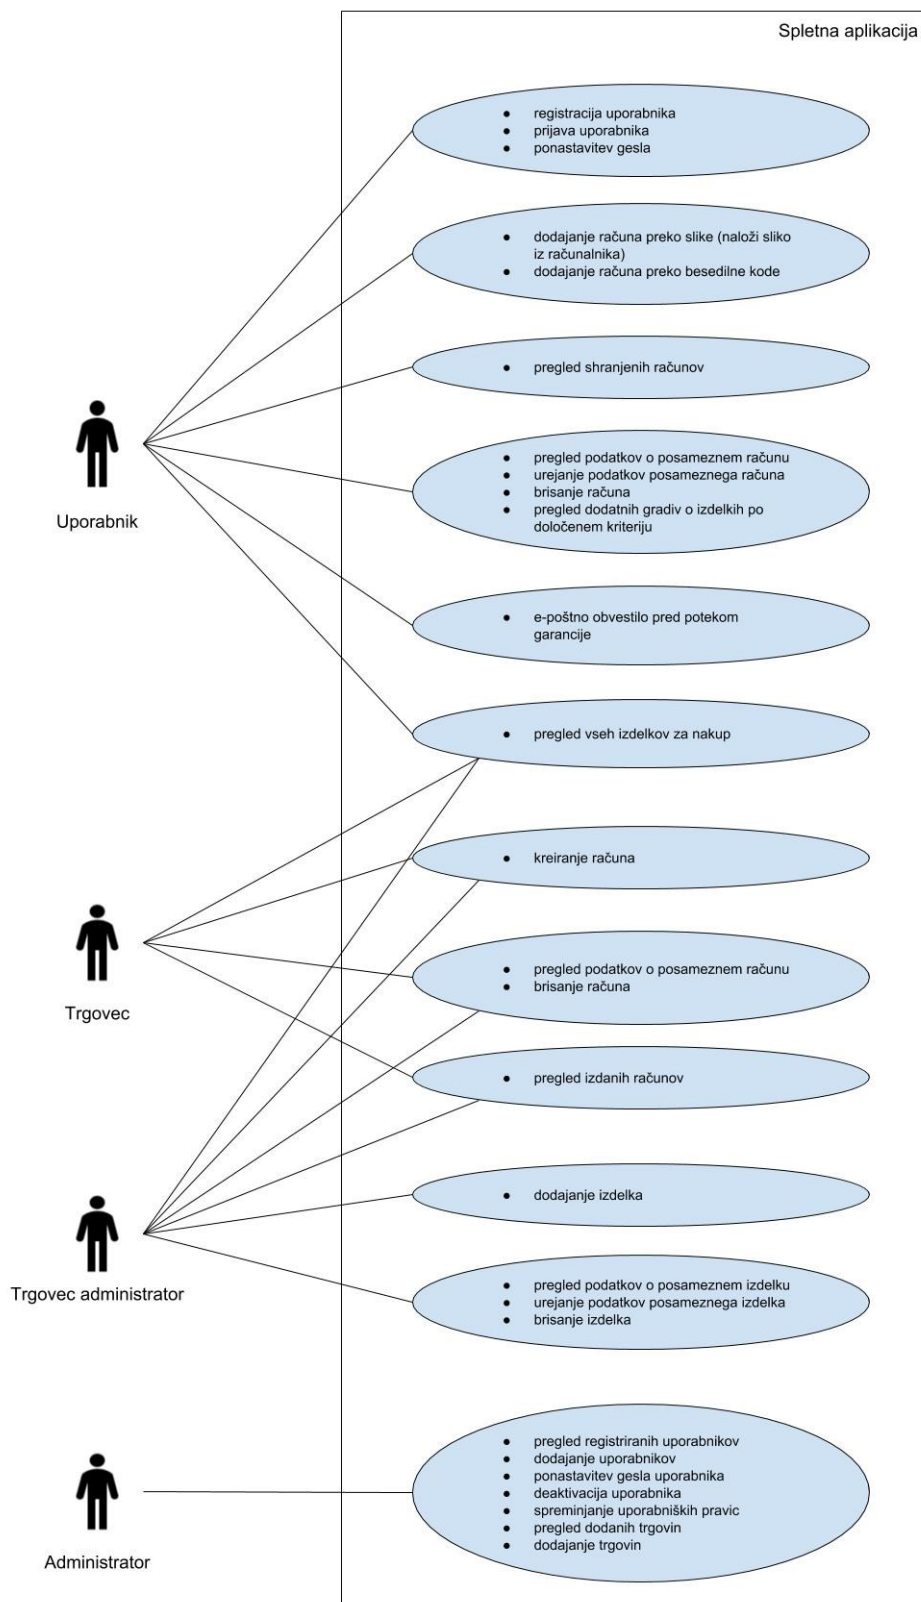 Spletna aplikacija
● registracija uporabnika
● prijava uporabnika
● ponastavitev gesla
● dodajanje računa preko slike (naloži sliko
iz računalnika)
● dodajanje računa preko besedilne kode
● pregled shranjenih računov
● pregled podatkov o posameznem računu
● urejanje podatkov posameznega računa
● brisanje računa
● pregled dodatnih gradiv o izdelkih po
določenem kriteriju
Uporabnik
● e-poštno obvestilo pred potekom
garancije
● pregled vseh izdelkov za nakup
● kreiranje računa
● pregled podatkov o posameznem računu
● brisanje računa
Trgovec
● pregled izdanih računov
● dodajanje izdelka
● pregled podatkov o posameznem izdelku
● urejanje podatkov posameznega izdelka
● brisanje izdelka
Trgovec administrator
● pregled registriranih uporabnikov
● dodajanje uporabnikov
● ponastavitev gesla uporabnika
● deaktivacija uporabnika
● spreminjanje uporabniških pravic
● pregled dodanih trgovin
● dodajanje trgovin
Administrator